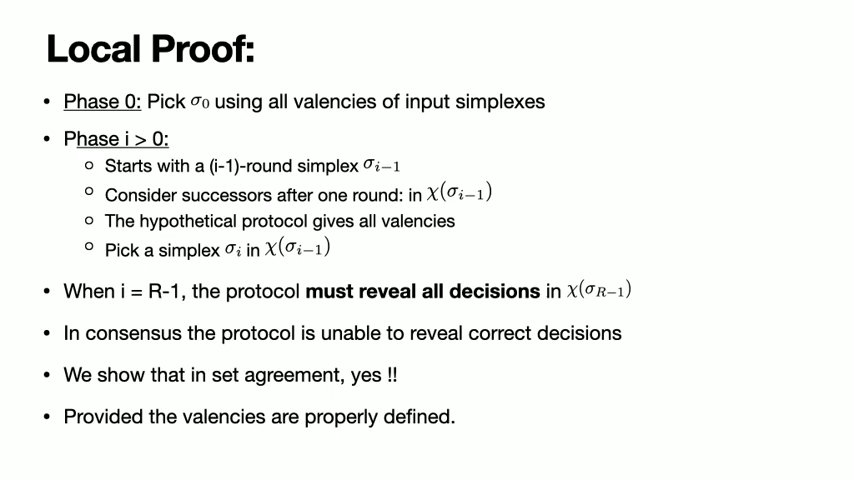 Local Proof:
• Phase 0: Pick σ₀ using all valencies of input simplexes
• Phase i > 0:
○ Starts with a (i-1)-round simplex σᵢ₋₁
○ Consider successors after one round: in χ(σᵢ₋₁)
○ The hypothetical protocol gives all valencies
○ Pick a simplex σᵢ in χ(σᵢ₋₁)
• When i = R-1, the protocol must reveal all decisions in χ(σ_{R−1})
• In consensus the protocol is unable to reveal correct decisions
• We show that in set agreement, yes !!
• Provided the valencies are properly defined.